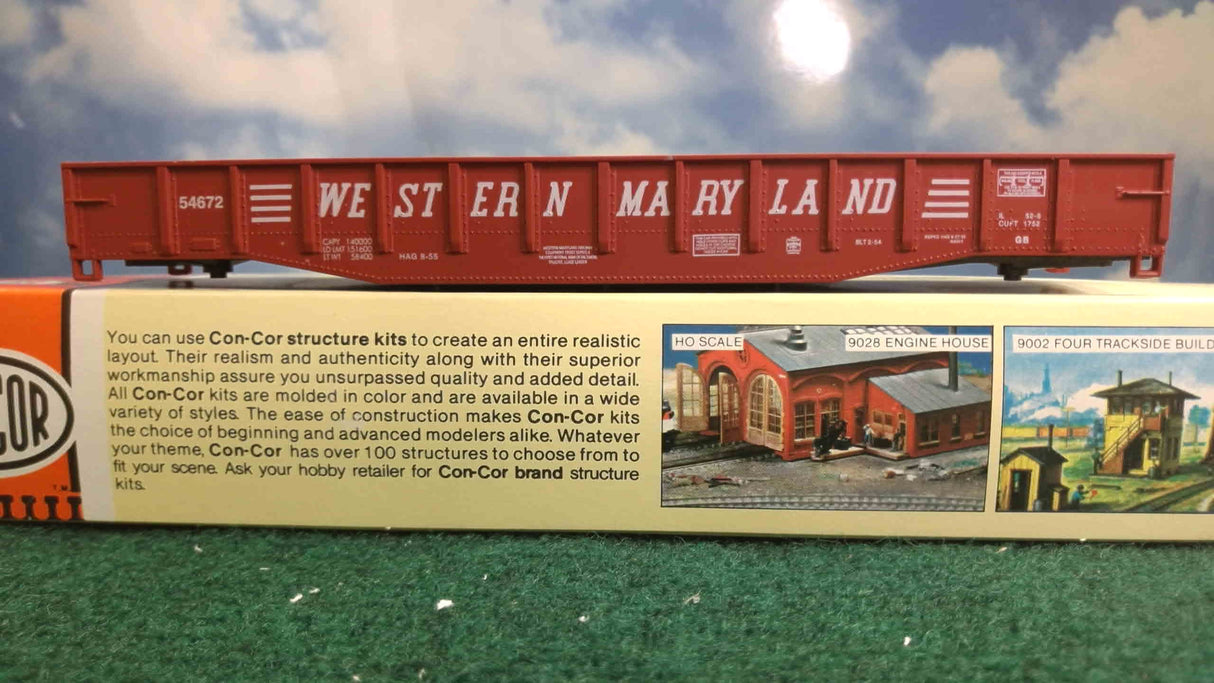 54672 WESTERN MARYLAND
CAPY 140000
LD LMT 151600
LT WT 58400
HAG 8-55
BLT 2-54
IL 52-6
CU FT 1752
GB
COR
T.M.
You can use Con-Cor structure kits to create an entire realistic
layout. Their realism and authenticity along with their superior
workmanship assure you unsurpassed quality and added detail.
All Con-Cor kits are molded in color and are available in a wide
variety of styles. The ease of construction makes Con-Cor kits
the choice of beginning and advanced modelers alike. Whatever
your theme, Con-Cor has over 100 structures to choose from to
fit your scene. Ask your hobby retailer for Con-Cor brand structure
kits.
HO SCALE
9028 ENGINE HOUSE
9002 FOUR TRACKSIDE BUILD